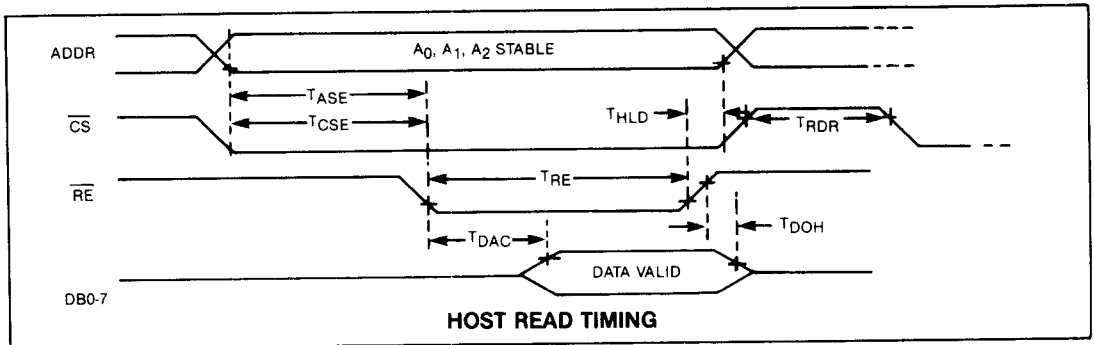 ADDR
A0, A1, A2 STABLE
TASE
CS
TCSE
THLD
TRDR
RE
TRE
TDAC
TDOH
DB0-7
DATA VALID
HOST READ TIMING